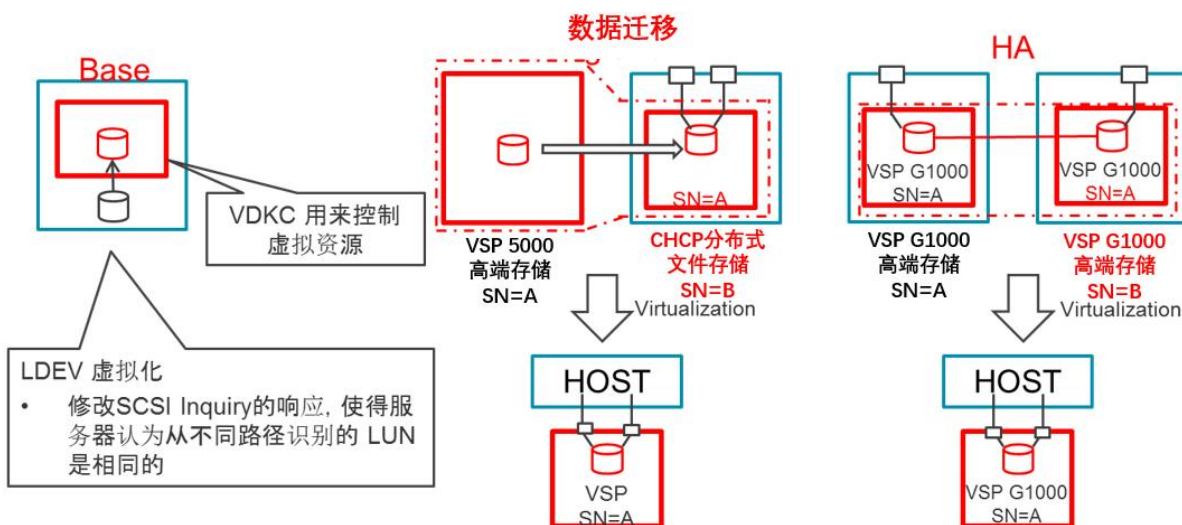 数据迁移
HA
Base
VDKC 用来控制
虚拟资源
LDEV 虚拟化
• 修改SCSI Inquiry的响应, 使得服
务器认为从不同路径识别的 LUN
是相同的
SN=A
VSP 5000
高端存储
SN=A
CHCP分布式
文件存储
SN=B
Virtualization
HOST
VSP
SN=A
VSP G1000
SN=A
VSP G1000
SN=A
VSP G1000
高端存储
SN=A
VSP G1000
高端存储
SN=B
Virtualization
HOST
VSP G1000
SN=A